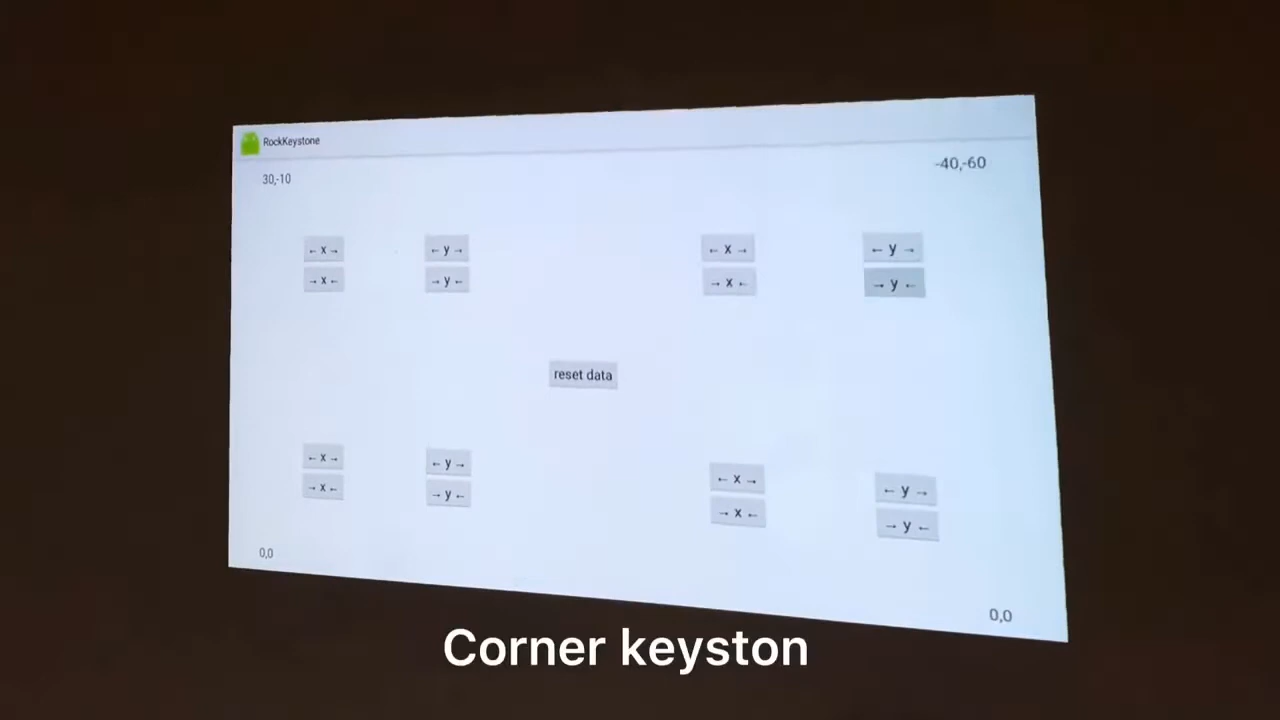 RockKeystone
30,-10
-40,-60
← x →
← y →
← x →
← y →
→ x ←
→ y ←
→ x ←
→ y ←
reset data
← x →
← y →
← x →
← y →
→ x ←
→ y ←
→ x ←
→ y ←
0,0
0,0
Corner keyston